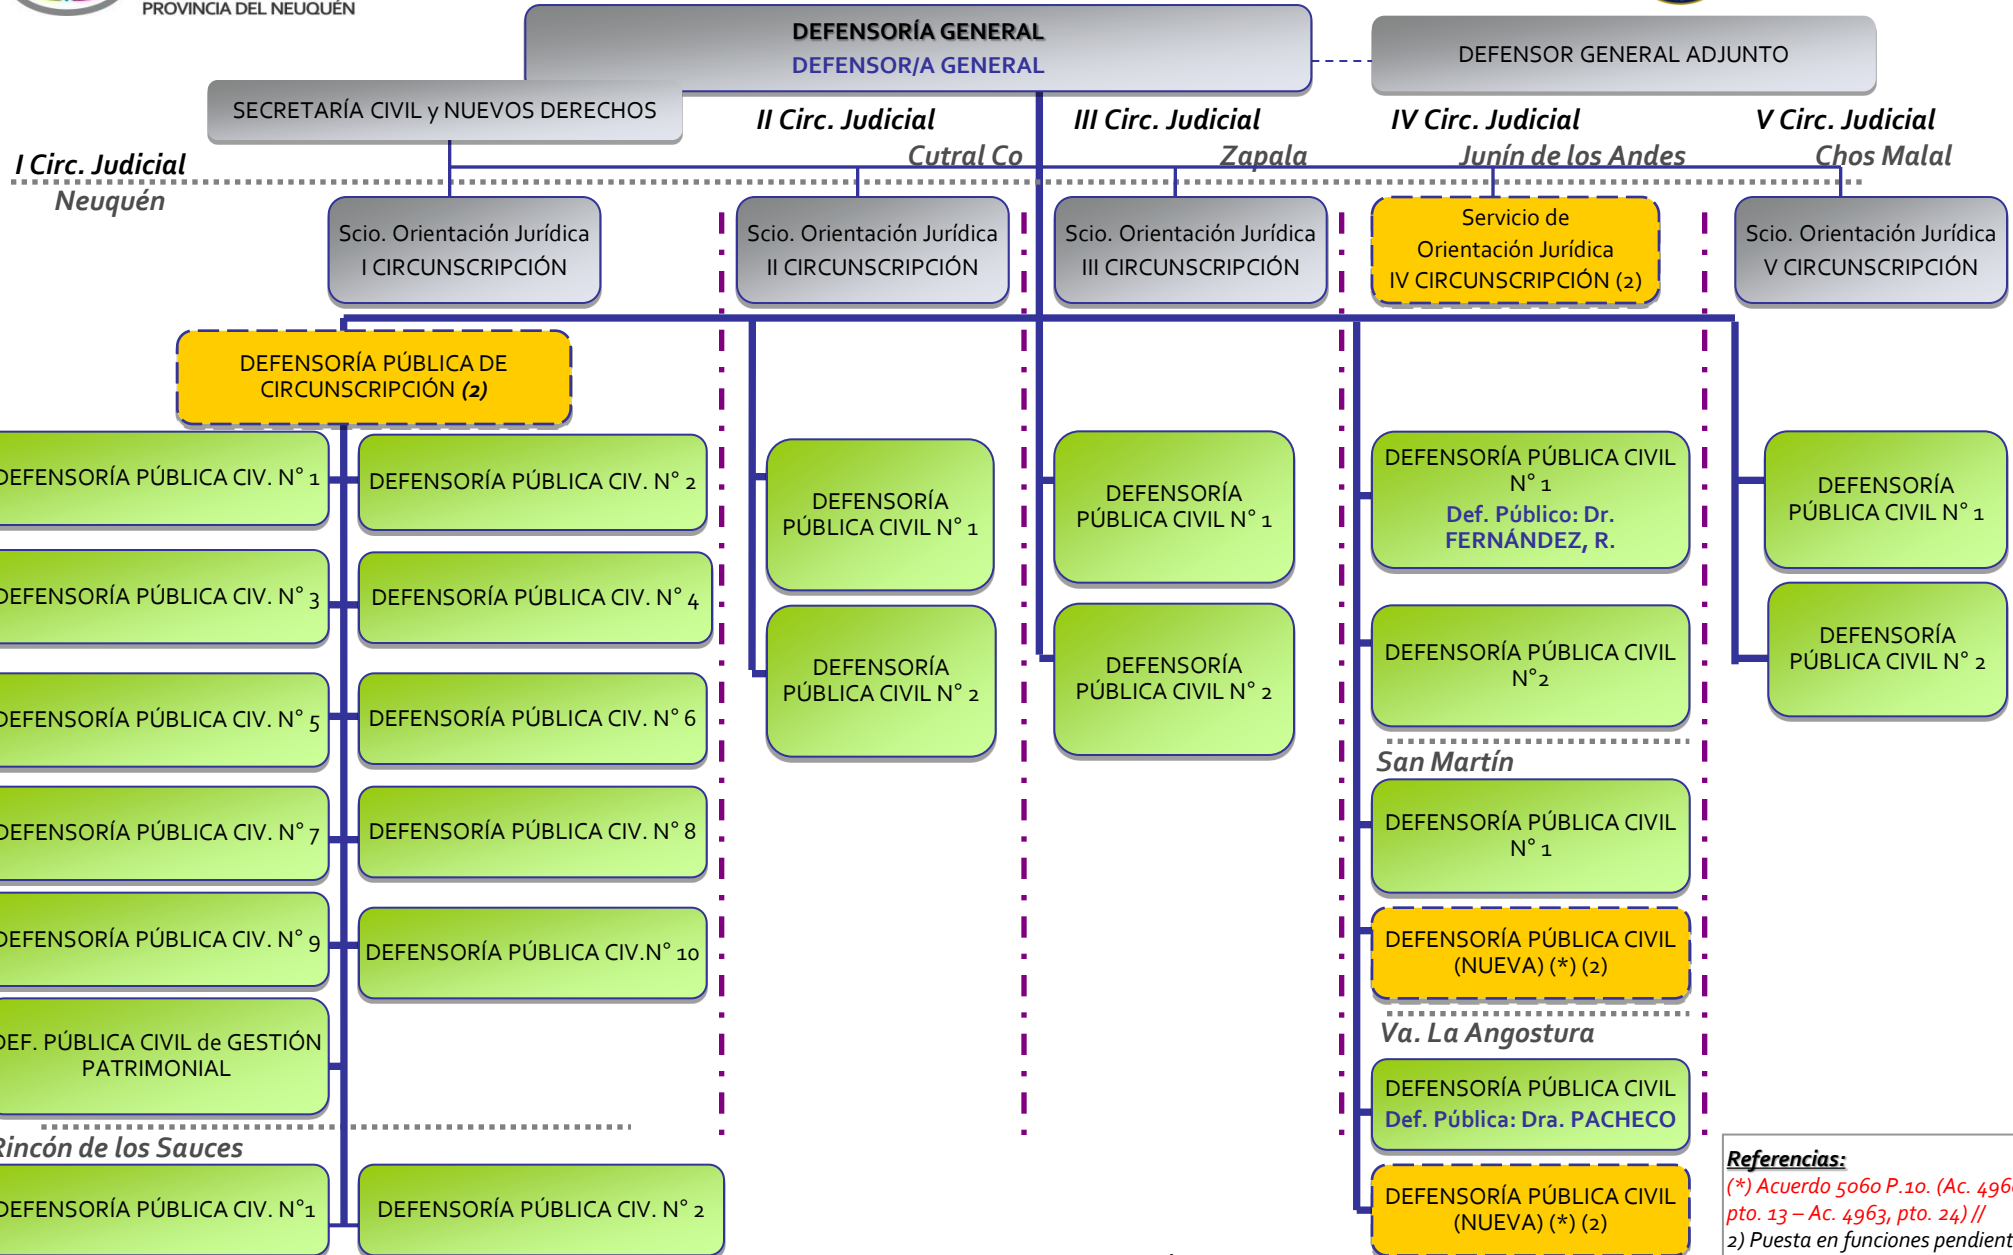 PROVINCIA DEL NEUQUÉN
DEFENSORÍA GENERAL
DEFENSOR/A GENERAL
DEFENSOR GENERAL ADJUNTO
SECRETARÍA CIVIL y NUEVOS DERECHOS
I Circ. Judicial
Neuquén
II Circ. Judicial
Cutral Co
III Circ. Judicial
Zapala
IV Circ. Judicial
Junín de los Andes
V Circ. Judicial
Chos Malal
Scio. Orientación Jurídica
I CIRCUNSCRIPCIÓN
Scio. Orientación Jurídica
II CIRCUNSCRIPCIÓN
Scio. Orientación Jurídica
III CIRCUNSCRIPCIÓN
Servicio de
Orientación Jurídica
IV CIRCUNSCRIPCIÓN (2)
Scio. Orientación Jurídica
V CIRCUNSCRIPCIÓN
DEFENSORÍA PÚBLICA DE
CIRCUNSCRIPCIÓN (2)
DEFENSORÍA PÚBLICA CIV. N° 1
DEFENSORÍA PÚBLICA CIV. N° 2
DEFENSORÍA PÚBLICA CIV. N° 3
DEFENSORÍA PÚBLICA CIV. N° 4
DEFENSORÍA PÚBLICA CIV. N° 5
DEFENSORÍA PÚBLICA CIV. N° 6
DEFENSORÍA PÚBLICA CIV. N° 7
DEFENSORÍA PÚBLICA CIV. N° 8
DEFENSORÍA PÚBLICA CIV. N° 9
DEFENSORÍA PÚBLICA CIV.N° 10
DEF. PÚBLICA CIVIL de GESTIÓN
PATRIMONIAL
Rincón de los Sauces
DEFENSORÍA PÚBLICA CIV. N°1
DEFENSORÍA PÚBLICA CIV. N° 2
DEFENSORÍA
PÚBLICA CIVIL N° 1
DEFENSORÍA
PÚBLICA CIVIL N° 2
DEFENSORÍA
PÚBLICA CIVIL N° 1
DEFENSORÍA
PÚBLICA CIVIL N° 2
DEFENSORÍA PÚBLICA CIVIL
N° 1
Def. Público: Dr.
FERNÁNDEZ, R.
DEFENSORÍA PÚBLICA CIVIL
N°2
San Martín
DEFENSORÍA PÚBLICA CIVIL
N° 1
DEFENSORÍA PÚBLICA CIVIL
(NUEVA) (*) (2)
Va. La Angostura
DEFENSORÍA PÚBLICA CIVIL
Def. Pública: Dra. PACHECO
DEFENSORÍA PÚBLICA CIVIL
(NUEVA) (*) (2)
DEFENSORÍA
PÚBLICA CIVIL N° 1
DEFENSORÍA
PÚBLICA CIVIL N° 2
Referencias:
(*) Acuerdo 5060 P.10. (Ac.
pto. 13 – Ac. 4963, pto. 24) //
2) Puesta en funciones